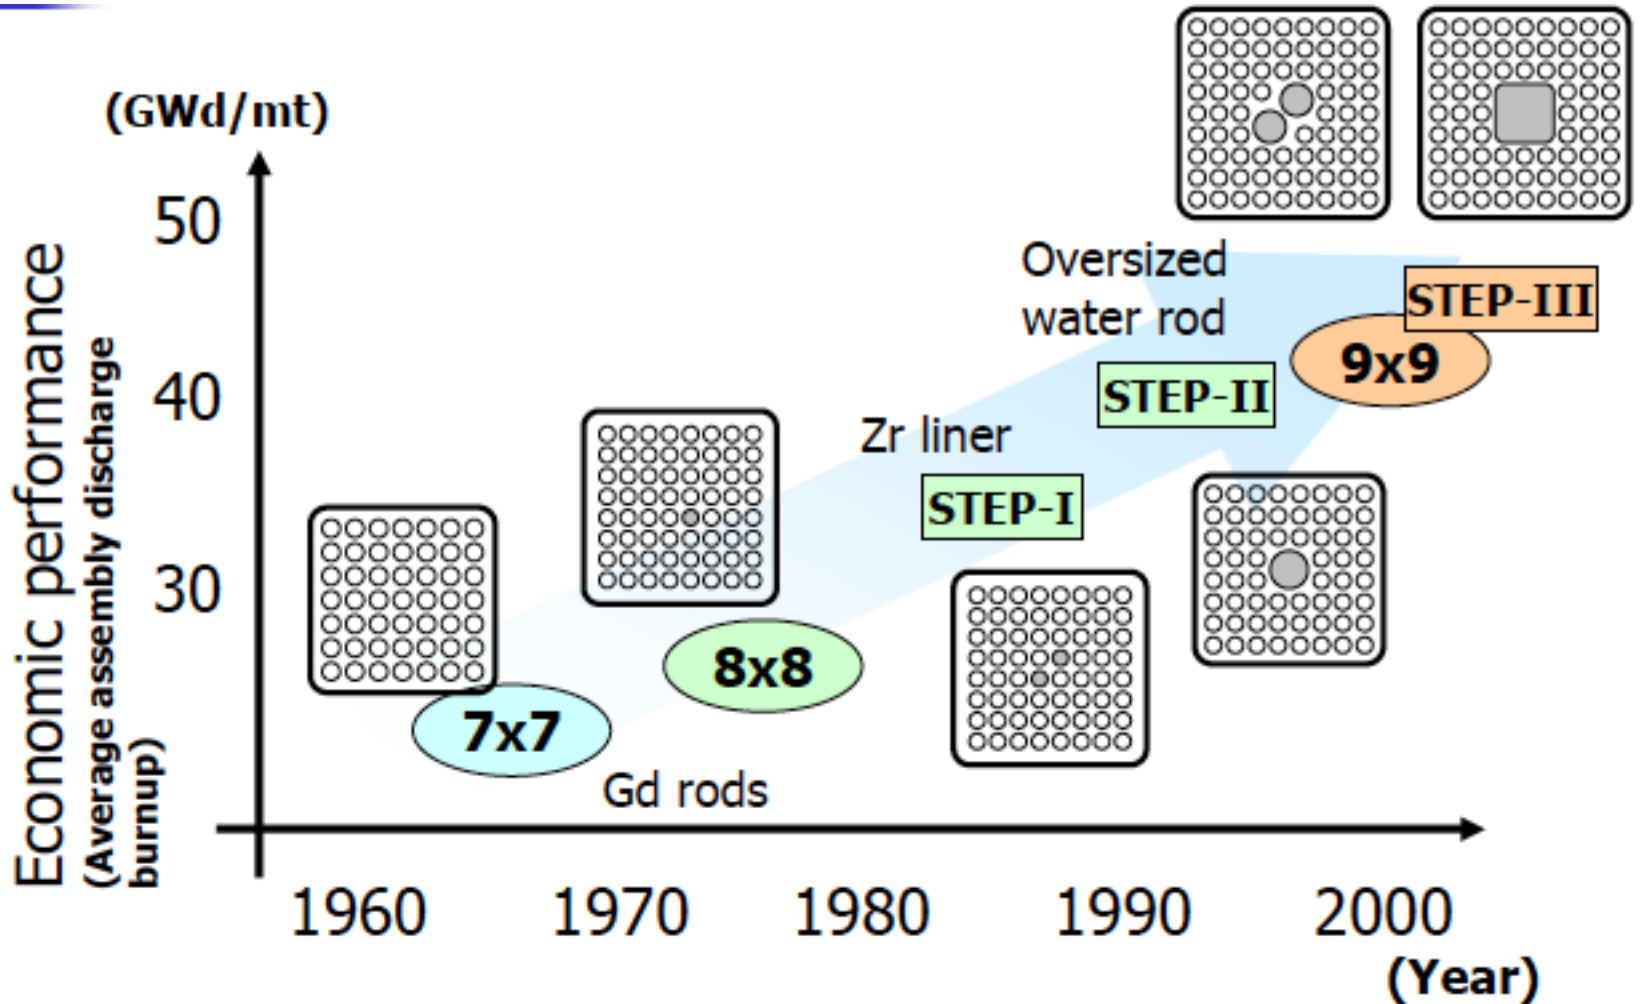 (GWd/mt)
50
40
30
Economic performance
(Average assembly discharge
burnup)
Oversized
water rod
STEP-III
9x9
STEP-II
Zr liner
STEP-I
8x8
7x7
Gd rods
1960 1970 1980 1990 2000
(Year)